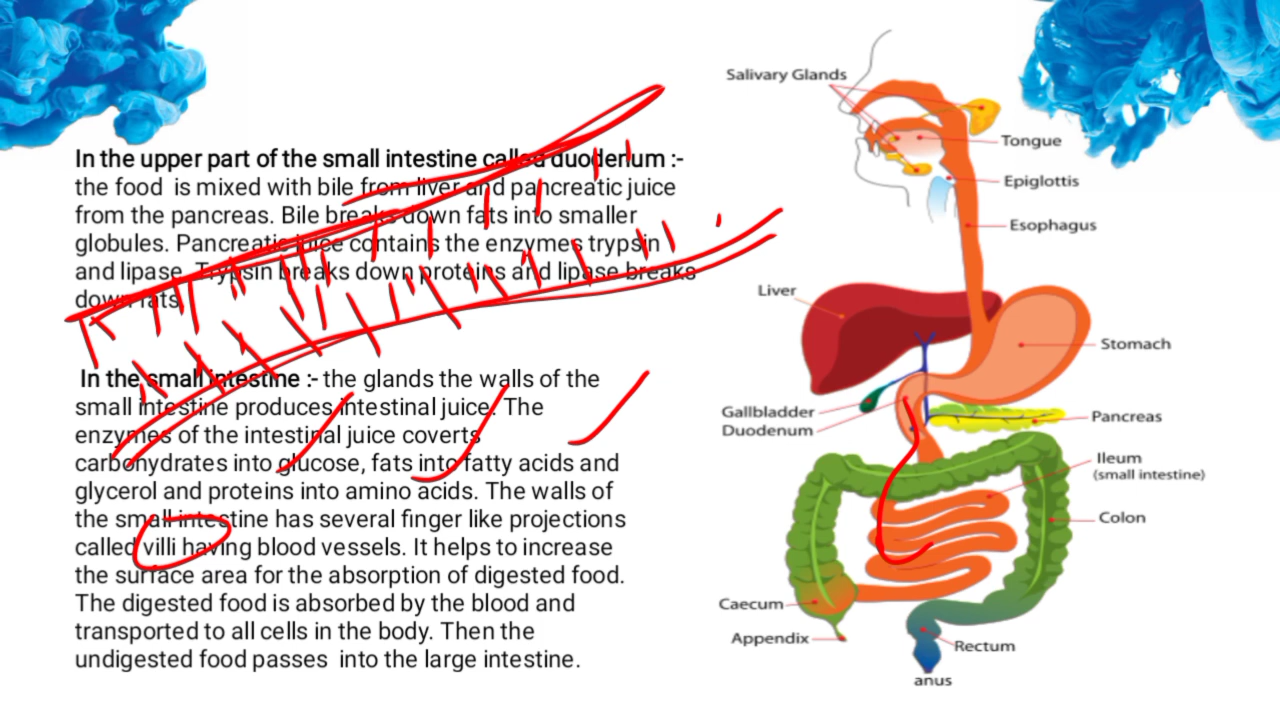 In the upper part of the small intestine called duodenum :-
the food is mixed with bile from liver and pancreatic juice
from the pancreas. Bile breaks down fats into smaller
globules. Pancreatic juice contains the enzymes trypsin
and lipase. Trypsin breaks down proteins and lipase breaks
down fats.
In the small intestine :- the glands the walls of the
small intestine produces intestinal juice. The
enzymes of the intestinal juice coverts
carbohydrates into glucose, fats into fatty acids and
glycerol and proteins into amino acids. The walls of
the small intestine has several finger like projections
called villi having blood vessels. It helps to increase
the surface area for the absorption of digested food.
The digested food is absorbed by the blood and
transported to all cells in the body. Then the
undigested food passes into the large intestine.
Salivary Glands
Tongue
Epiglottis
Esophagus
Liver
Stomach
Gallbladder
Duodenum
Pancreas
Ileum
(small intestine)
Colon
Caecum
Appendix
Rectum
anus